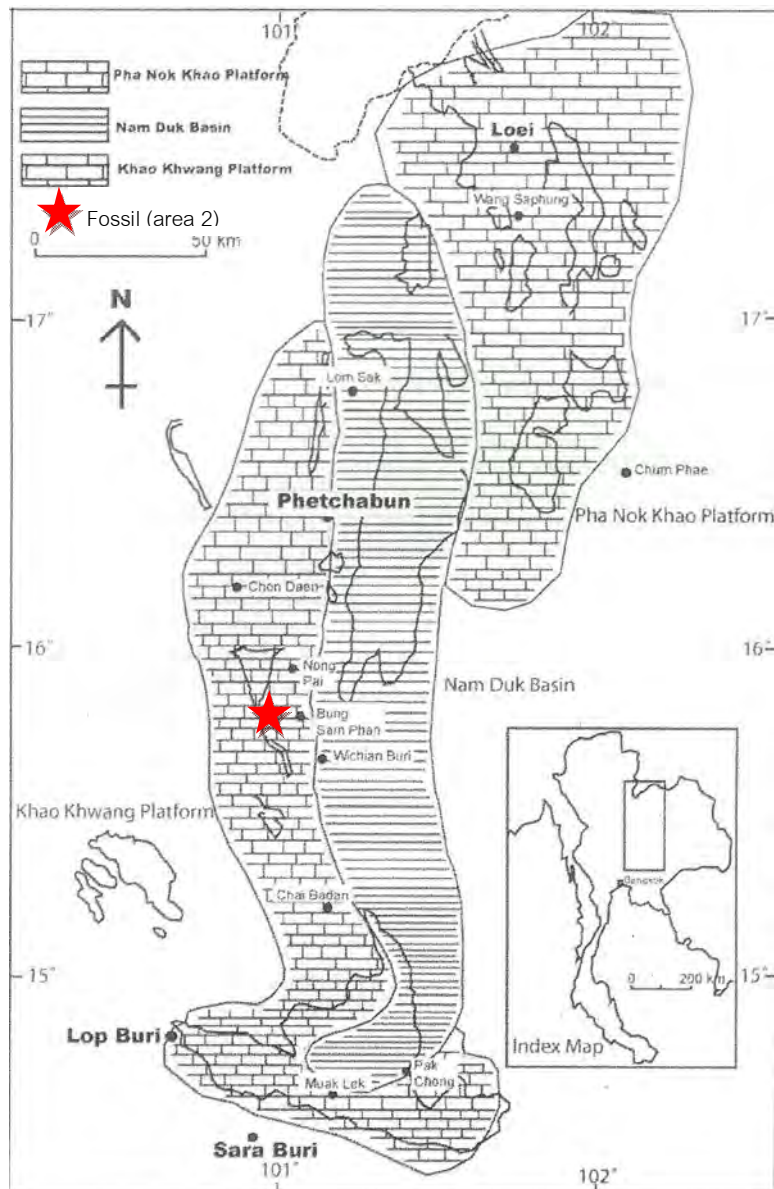 101°
102°
Pha Nok Khao Platform
Nam Duk Basin
Khao Khwang Platform
Fossil (area 2)
0 50 km
N
Loei
Wang Saphung
17°
17°
Lom Sak
Chum Phae
Phetchabun
Pha Nok Khao Platform
Chon Daen
16°
16°
Nong
Pai
Nam Duk Basin
Bung
Sam Phan
Wichian Buri
Khao Khwang Platform
Bangkok
Chai Badan
15°
15°
0 200 km
Lop Buri
Index Map
Pak
Chong
Muak Lek
Sara Buri
101°
102°